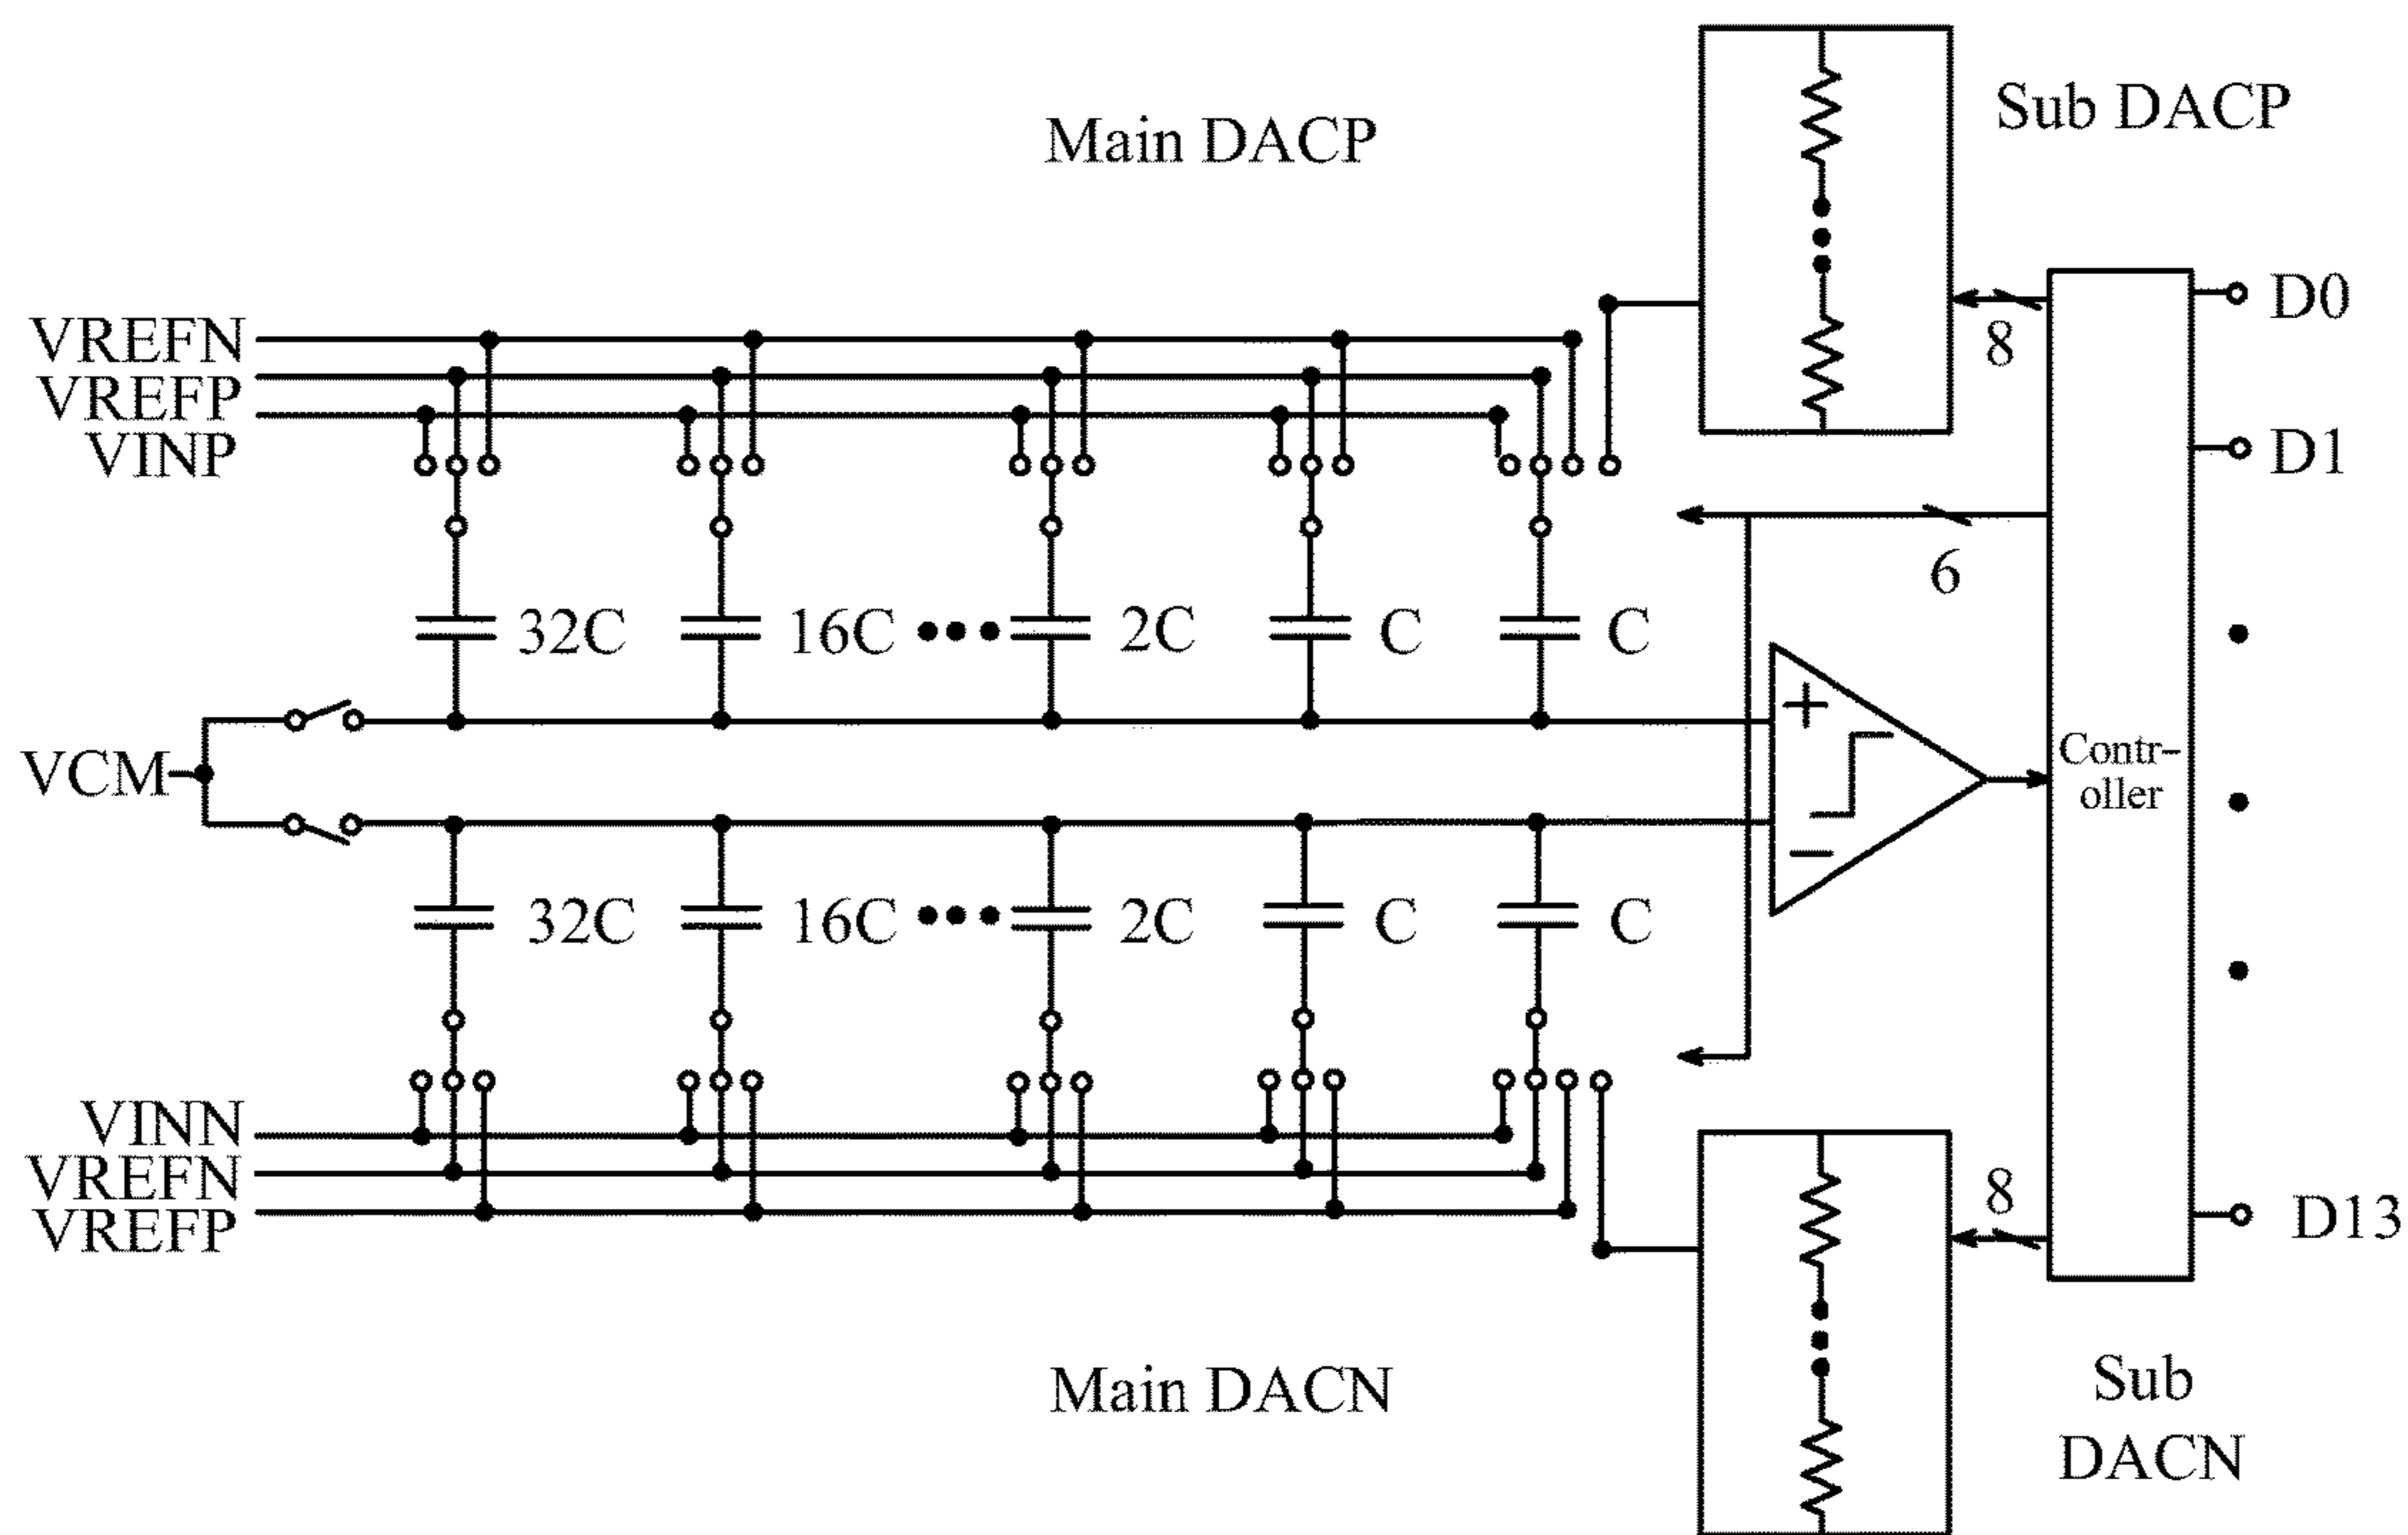 Main DACP
Sub DACP
VREFN
VREFP
VINP
8
D0
D1
6
32C
16C
2C
C
C
+
VCM
Contr-
oller
−
32C
16C
2C
C
C
VINN
VREFN
VREFP
8
D13
Main DACN
Sub
DACN